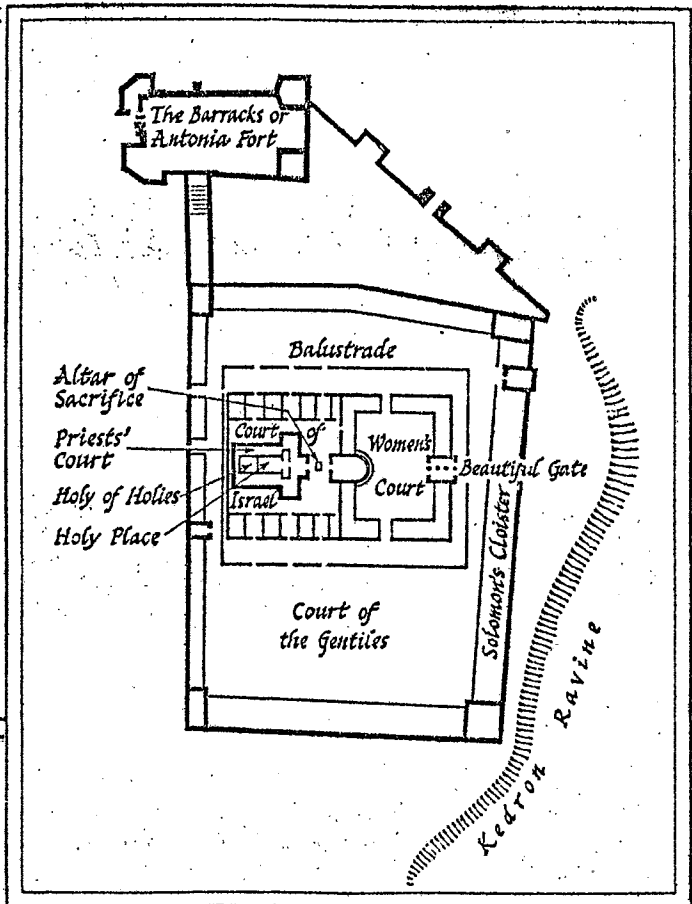 The Barracks or
Antonia Fort
Balustrade
Altar of
Sacrifice
Priests'
Court
Holy of Holies
Holy Place
Court of
Israel
Women's
Court
Beautiful Gate
Solomon's Cloister
Court of
the Gentiles
Kedron Ravine